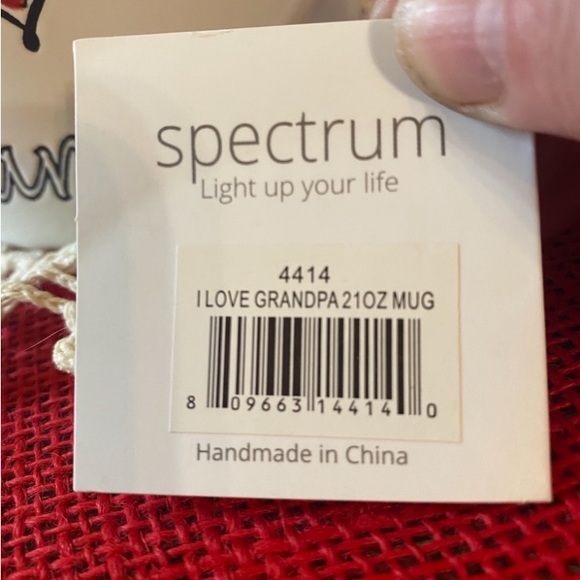 spectrum
Light up your life
4414
I LOVE GRANDPA 21OZ MUG
8 09663 14414 0
Handmade in China